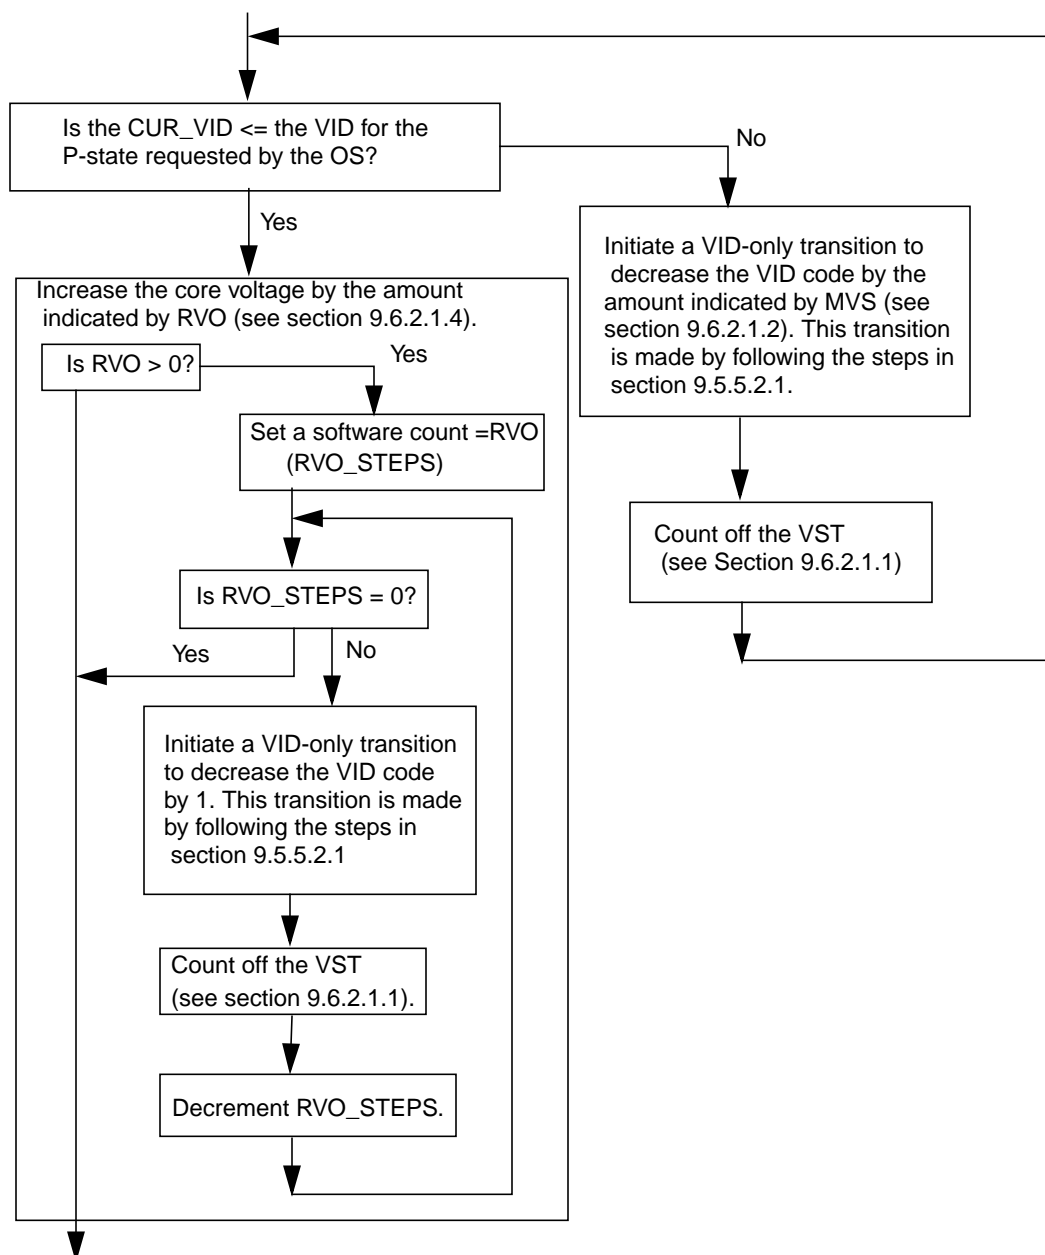 Is the CUR_VID <= the VID for the
P-state requested by the OS?
No
Yes
Initiate a VID-only transition to
decrease the VID code by the
amount indicated by MVS (see
section 9.6.2.1.2). This transition
is made by following the steps in
section 9.5.5.2.1.
Increase the core voltage by the amount
indicated by RVO (see section 9.6.2.1.4).
Is RVO > 0?
Yes
Set a software count =RVO
(RVO_STEPS)
Count off the VST
(see Section 9.6.2.1.1)
Is RVO_STEPS = 0?
Yes
No
Initiate a VID-only transition
to decrease the VID code
by 1. This transition is made
by following the steps in
section 9.5.5.2.1
Count off the VST
(see section 9.6.2.1.1).
Decrement RVO_STEPS.